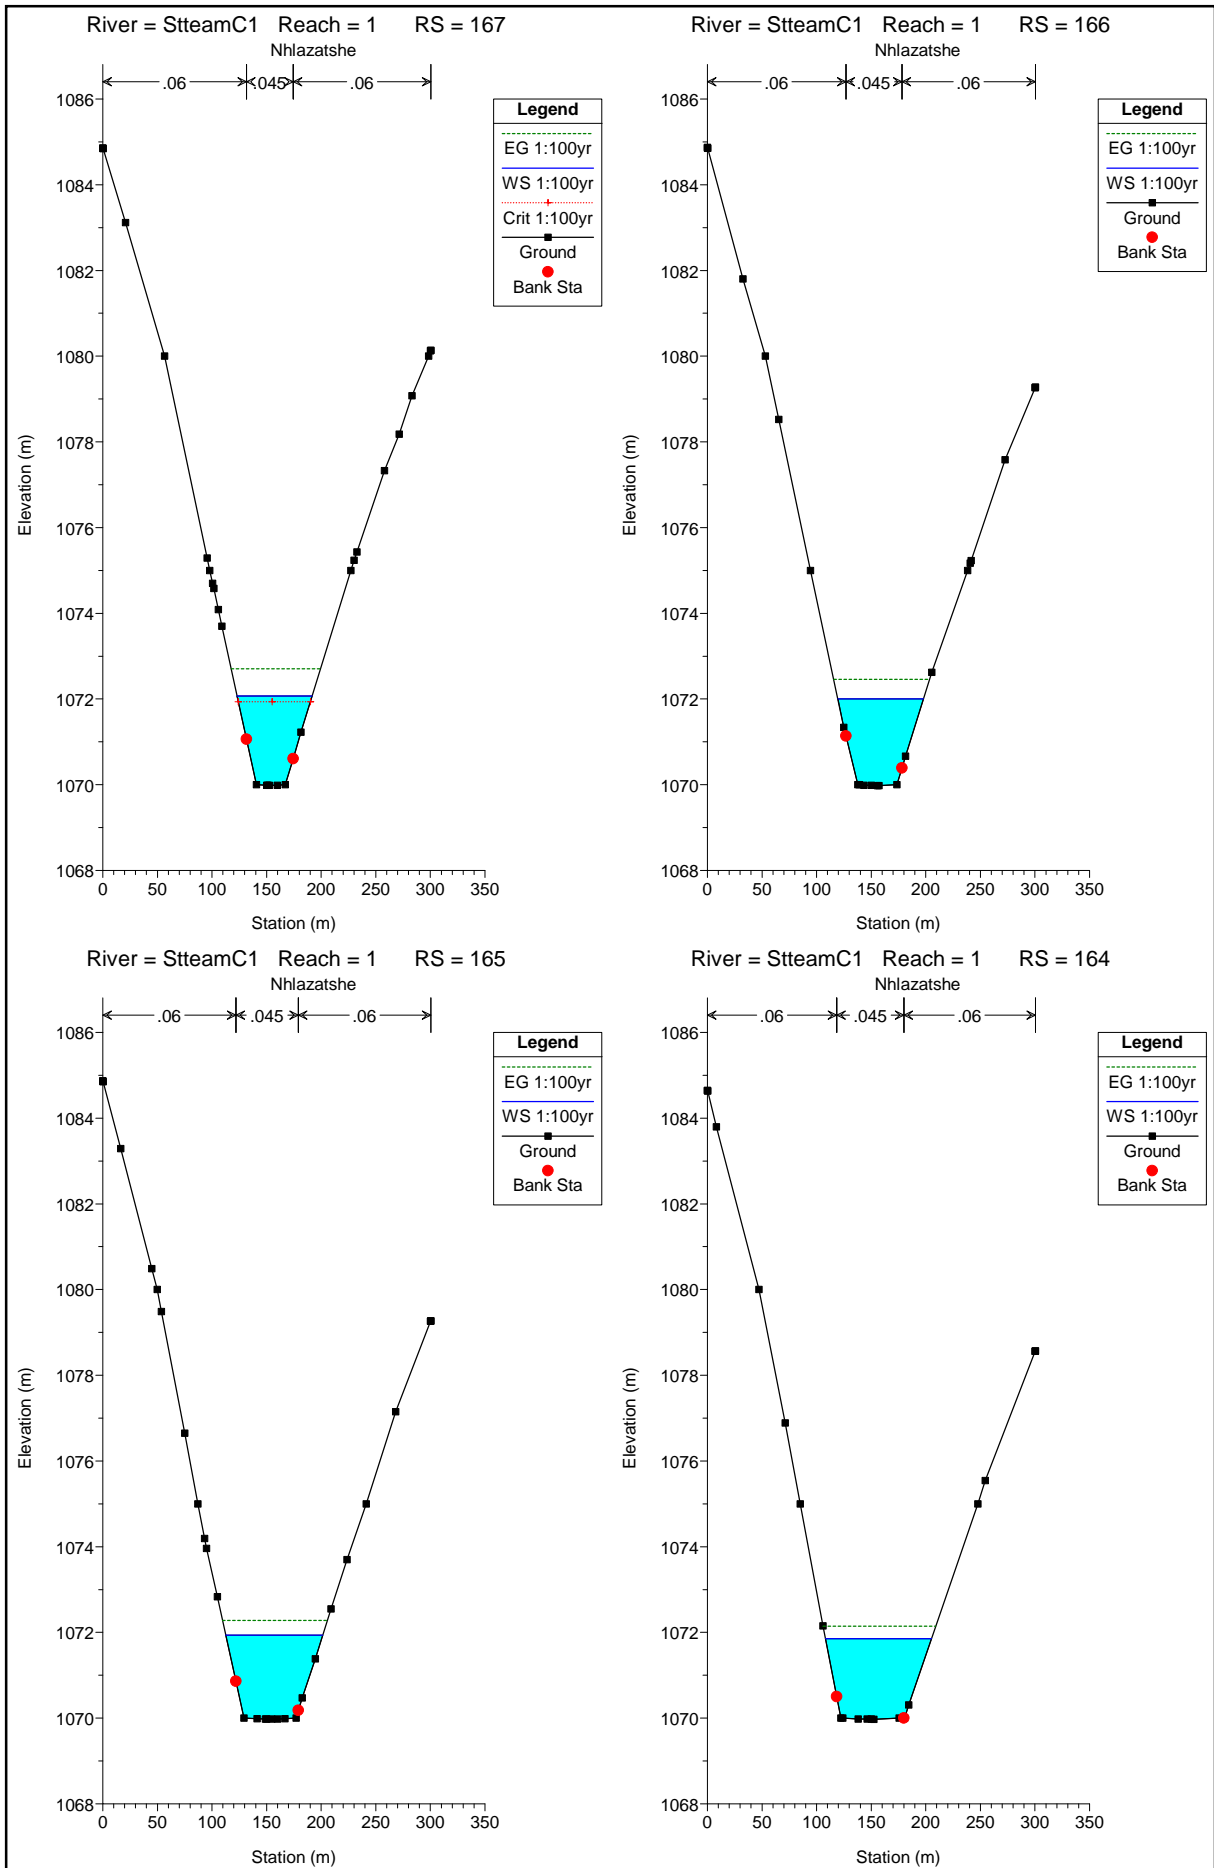 River = StteamC1 Reach = 1 RS = 167
Nhlazatshe
.06 .045 .06
Legend
EG 1:100yr
WS 1:100yr
Crit 1:100yr
Ground
Bank Sta
1086
1084
1082
1080
1078
1076
1074
1072
1070
1068
Elevation (m)
0 50 100 150 200 250 300 350
Station (m)
River = StteamC1 Reach = 1 RS = 166
Nhlazatshe
.06 .045 .06
Legend
EG 1:100yr
WS 1:100yr
Ground
Bank Sta
1086
1084
1082
1080
1078
1076
1074
1072
1070
1068
Elevation (m)
0 50 100 150 200 250 300 350
Station (m)
River = StteamC1 Reach = 1 RS = 165
Nhlazatshe
.06 .045 .06
Legend
EG 1:100yr
WS 1:100yr
Ground
Bank Sta
1086
1084
1082
1080
1078
1076
1074
1072
1070
1068
Elevation (m)
0 50 100 150 200 250 300 350
Station (m)
River = StteamC1 Reach = 1 RS = 164
Nhlazatshe
.06 .045 .06
Legend
EG 1:100yr
WS 1:100yr
Ground
Bank Sta
1086
1084
1082
1080
1078
1076
1074
1072
1070
1068
Elevation (m)
0 50 100 150 200 250 300 350
Station (m)